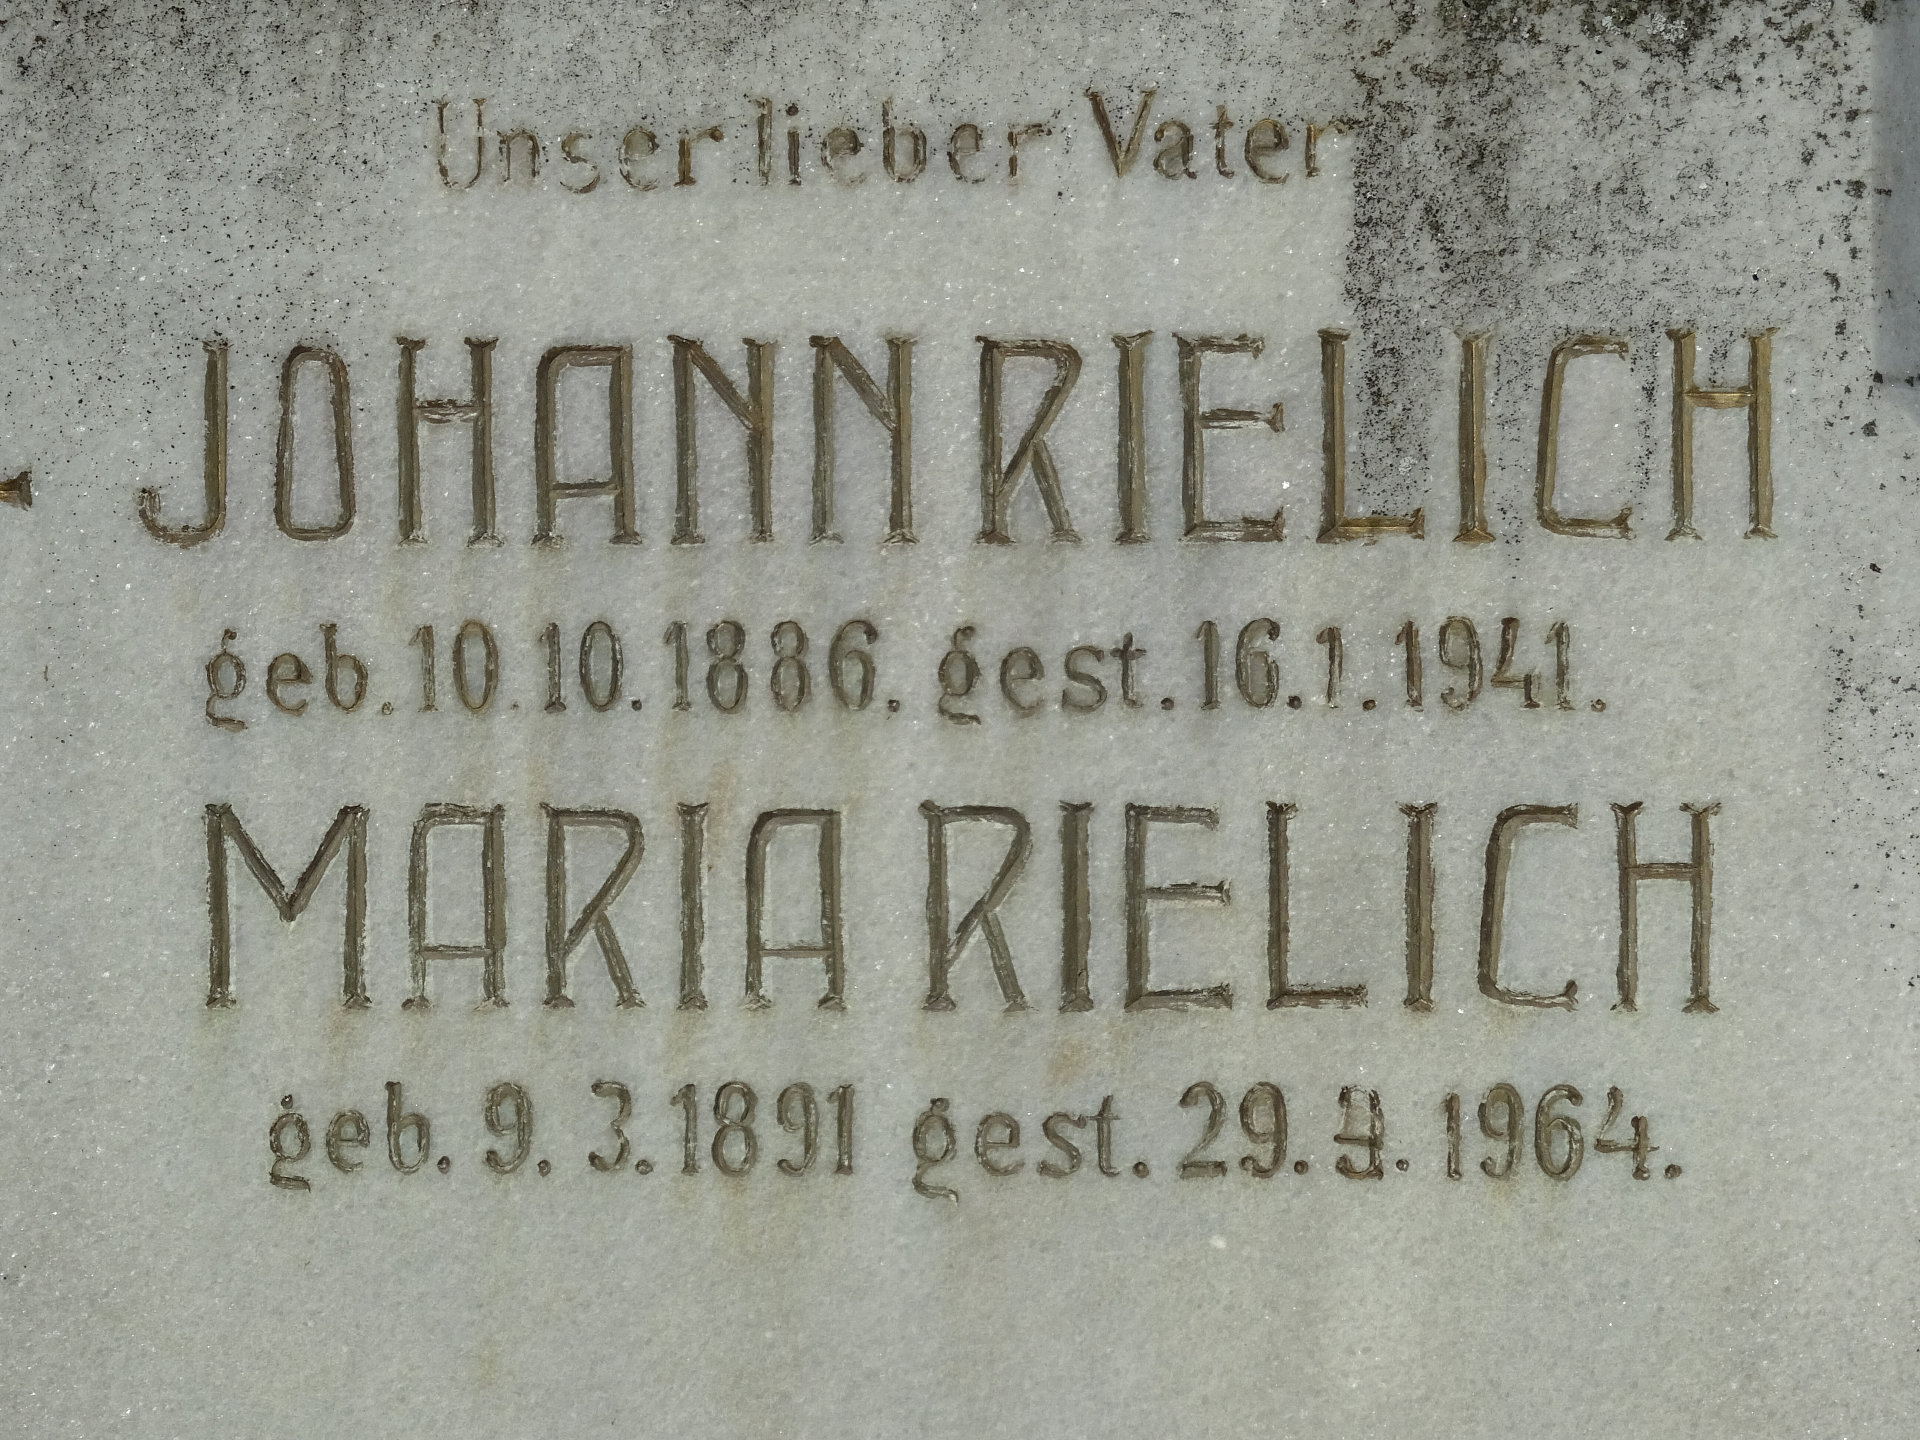 Unser lieber Vater
JOHANN RIELICH
geb. 10. 10. 1886. gest. 16. 1. 1941.
MARIA RIELICH
geb. 9. 3. 1891 gest. 29. 1964.